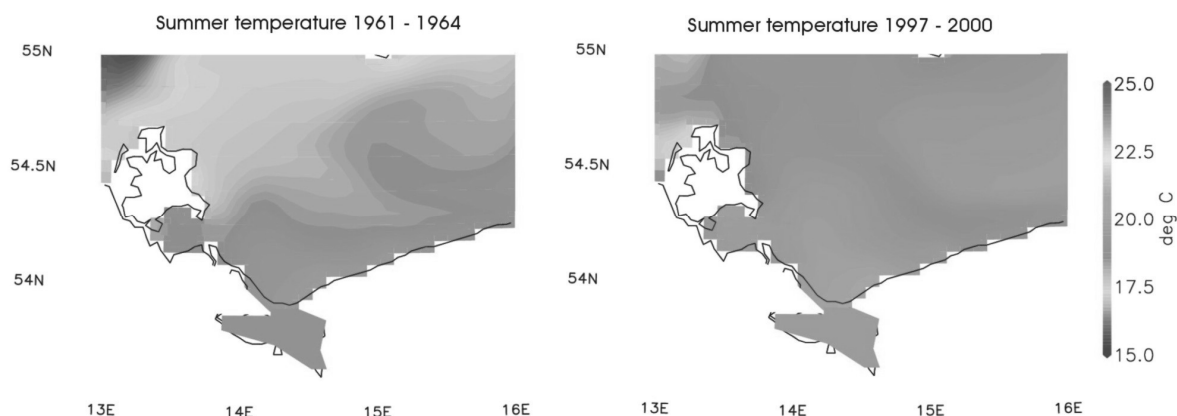 Summer temperature 1961 - 1964
Summer temperature 1997 - 2000
55N
54.5N
54N
13E
14E
15E
16E
55N
54.5N
54N
13E
14E
15E
16E
25.0
22.5
20.0
17.5
15.0
deg C